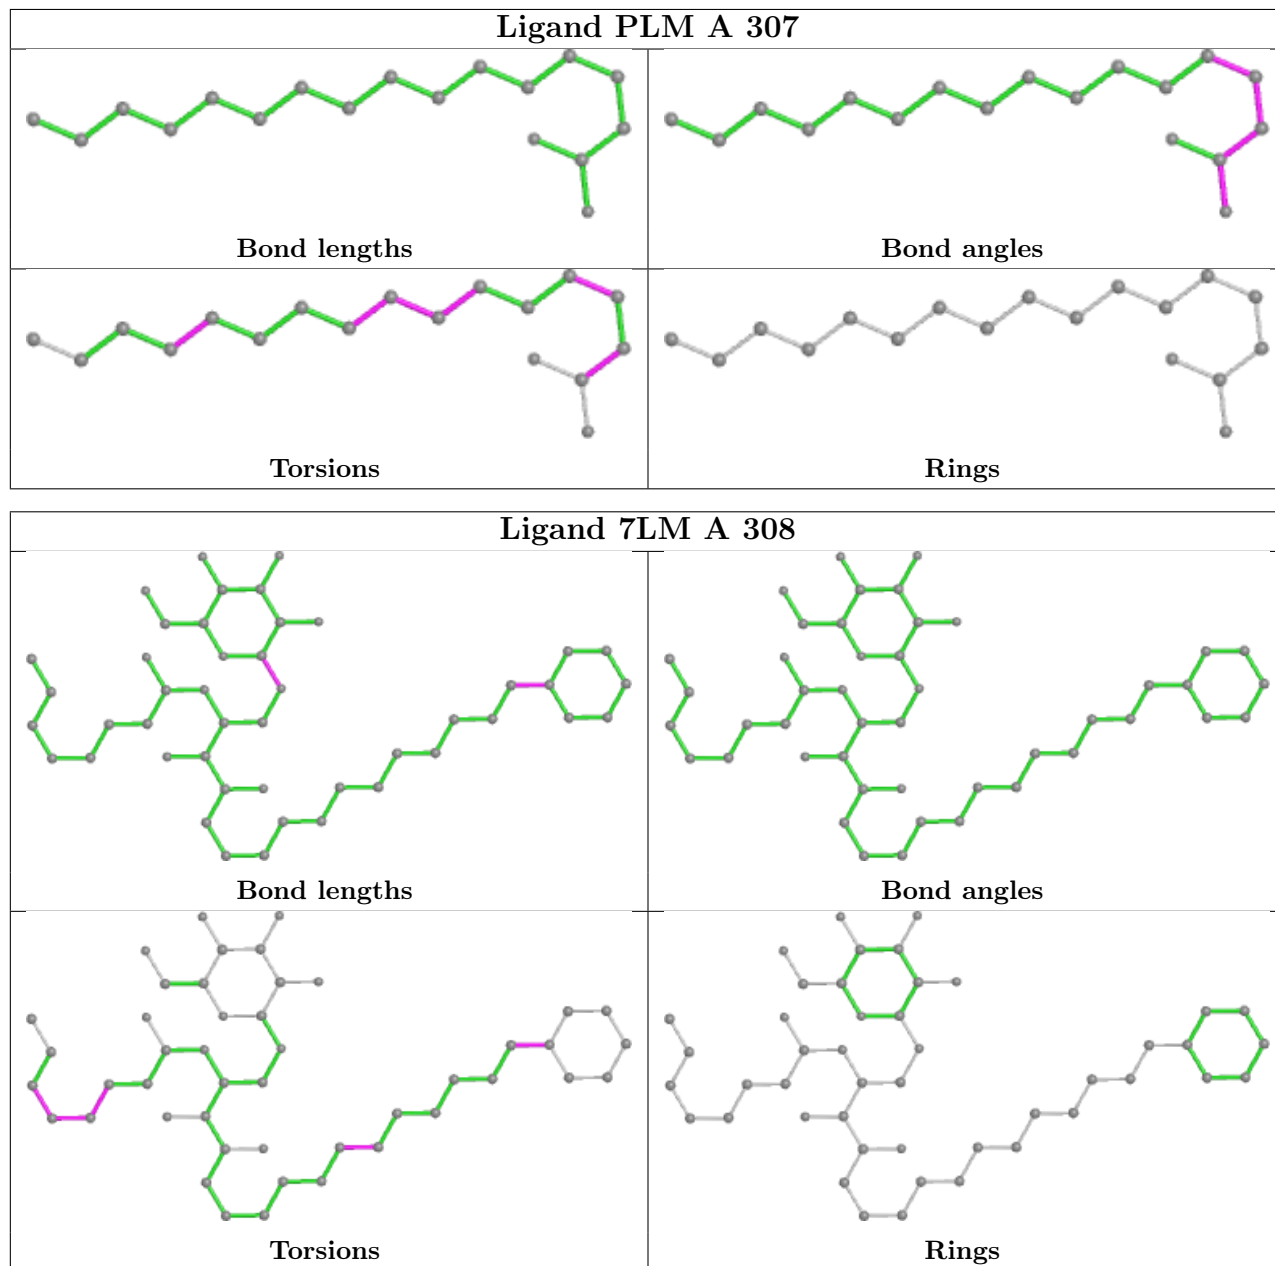 Ligand PLM A 307
Bond lengths
Bond angles
Torsions
Rings
Ligand 7LM A 308
Bond lengths
Bond angles
Torsions
Rings